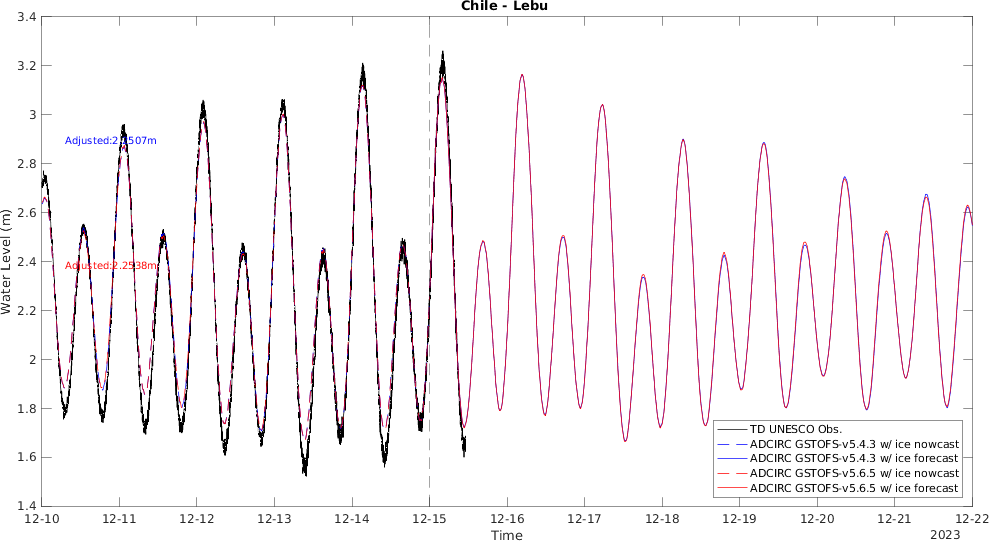 Chile - Lebu
3.4
3.2
3
2.8
2.6
2.4
2.2
2
1.8
1.6
1.4
Water Level (m)
Adjusted:2.2538m
TD UNESCO Obs.
ADCIRC GSTOFS-v5.4.3 w/ ice nowcast
ADCIRC GSTOFS-v5.4.3 w/ ice forecast
ADCIRC GSTOFS-v5.6.5 w/ ice nowcast
ADCIRC GSTOFS-v5.6.5 w/ ice forecast
12-10 12-11 12-12 12-13 12-14 12-15 12-16 12-17 12-18 12-19 12-20 12-21 12-22
Time
2023